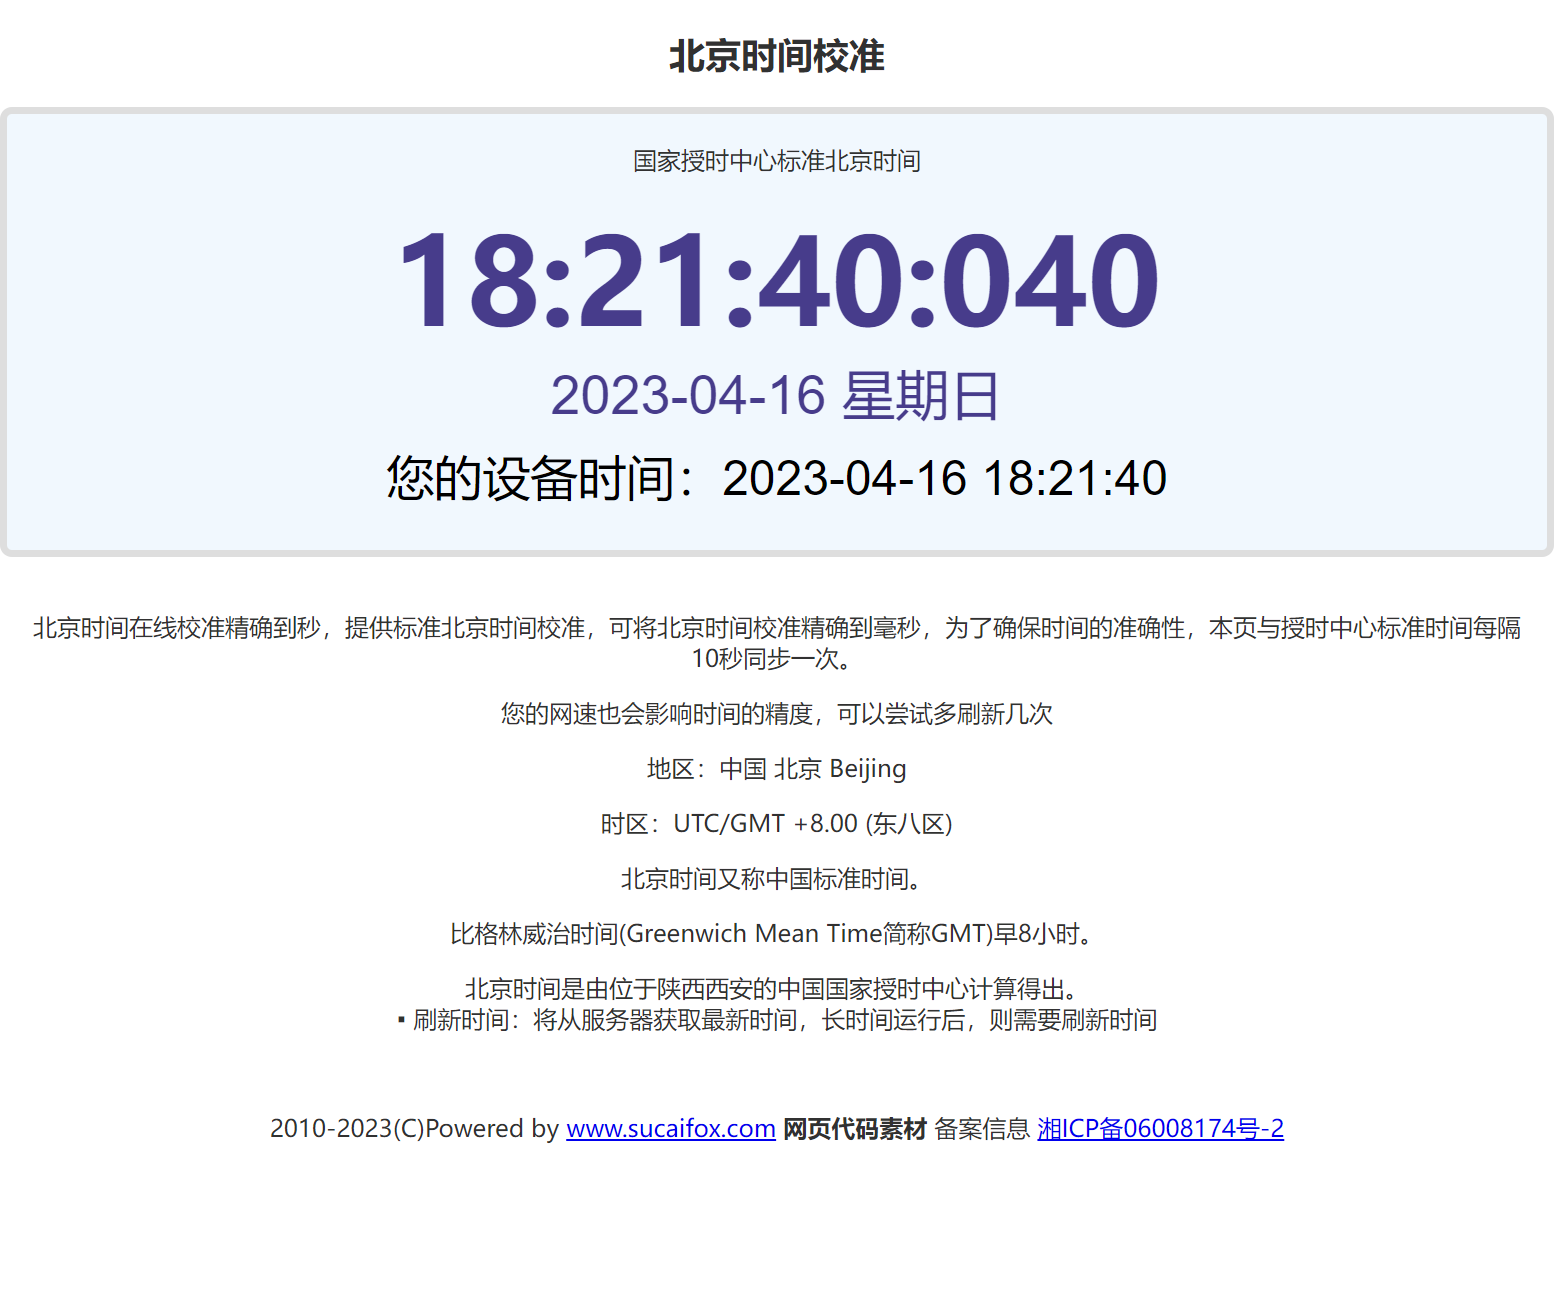 北京时间校准
国家授时中心标准北京时间
18:21:40:040
2023-04-16 星期日
您的设备时间：2023-04-16 18:21:40
北京时间在线校准精确到秒，提供标准北京时间校准，可将北京时间校准精确到毫秒，为了确保时间的准确性，本页与授时中心标准时间每隔
10秒同步一次。
您的网速也会影响时间的精度，可以尝试多刷新几次
地区：中国 北京 Beijing
时区：UTC/GMT +8.00 (东八区)
北京时间又称中国标准时间。
比格林威治时间(Greenwich Mean Time简称GMT)早8小时。
北京时间是由位于陕西西安的中国国家授时中心计算得出。
▪ 刷新时间：将从服务器获取最新时间，长时间运行后，则需要刷新时间
2010-2023(C)Powered by www.sucaifox.com 网页代码素材 备案信息 湘ICP备06008174号-2